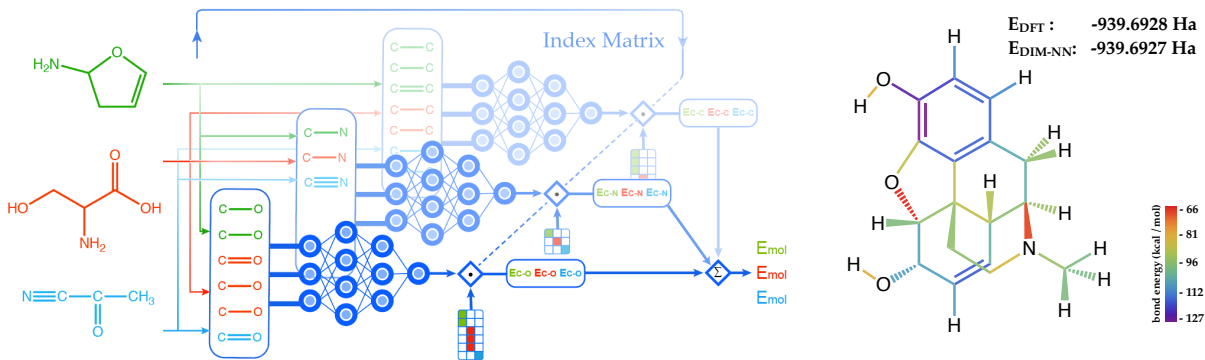 Index Matrix
H₂N
O
O
HO
OH
NH₂
N
CH₃
O
C C
C C
C C
C C
C C
C
C N
C N
C N
C O
C O
C O
C O
C O
C O
EC-C EC-C EC-C
EC-N EC-N EC-N
EC-O EC-O EC-O
Σ
Emol
Emol
Emol
EDFT : -939.6928 Ha
EDIM-NN: -939.6927 Ha
H
H
O
H
H
H
O
H
H
H
N
H
O
H
H
H
H
H
bond energy (kcal / mol)
- 66
- 81
- 96
- 112
- 127